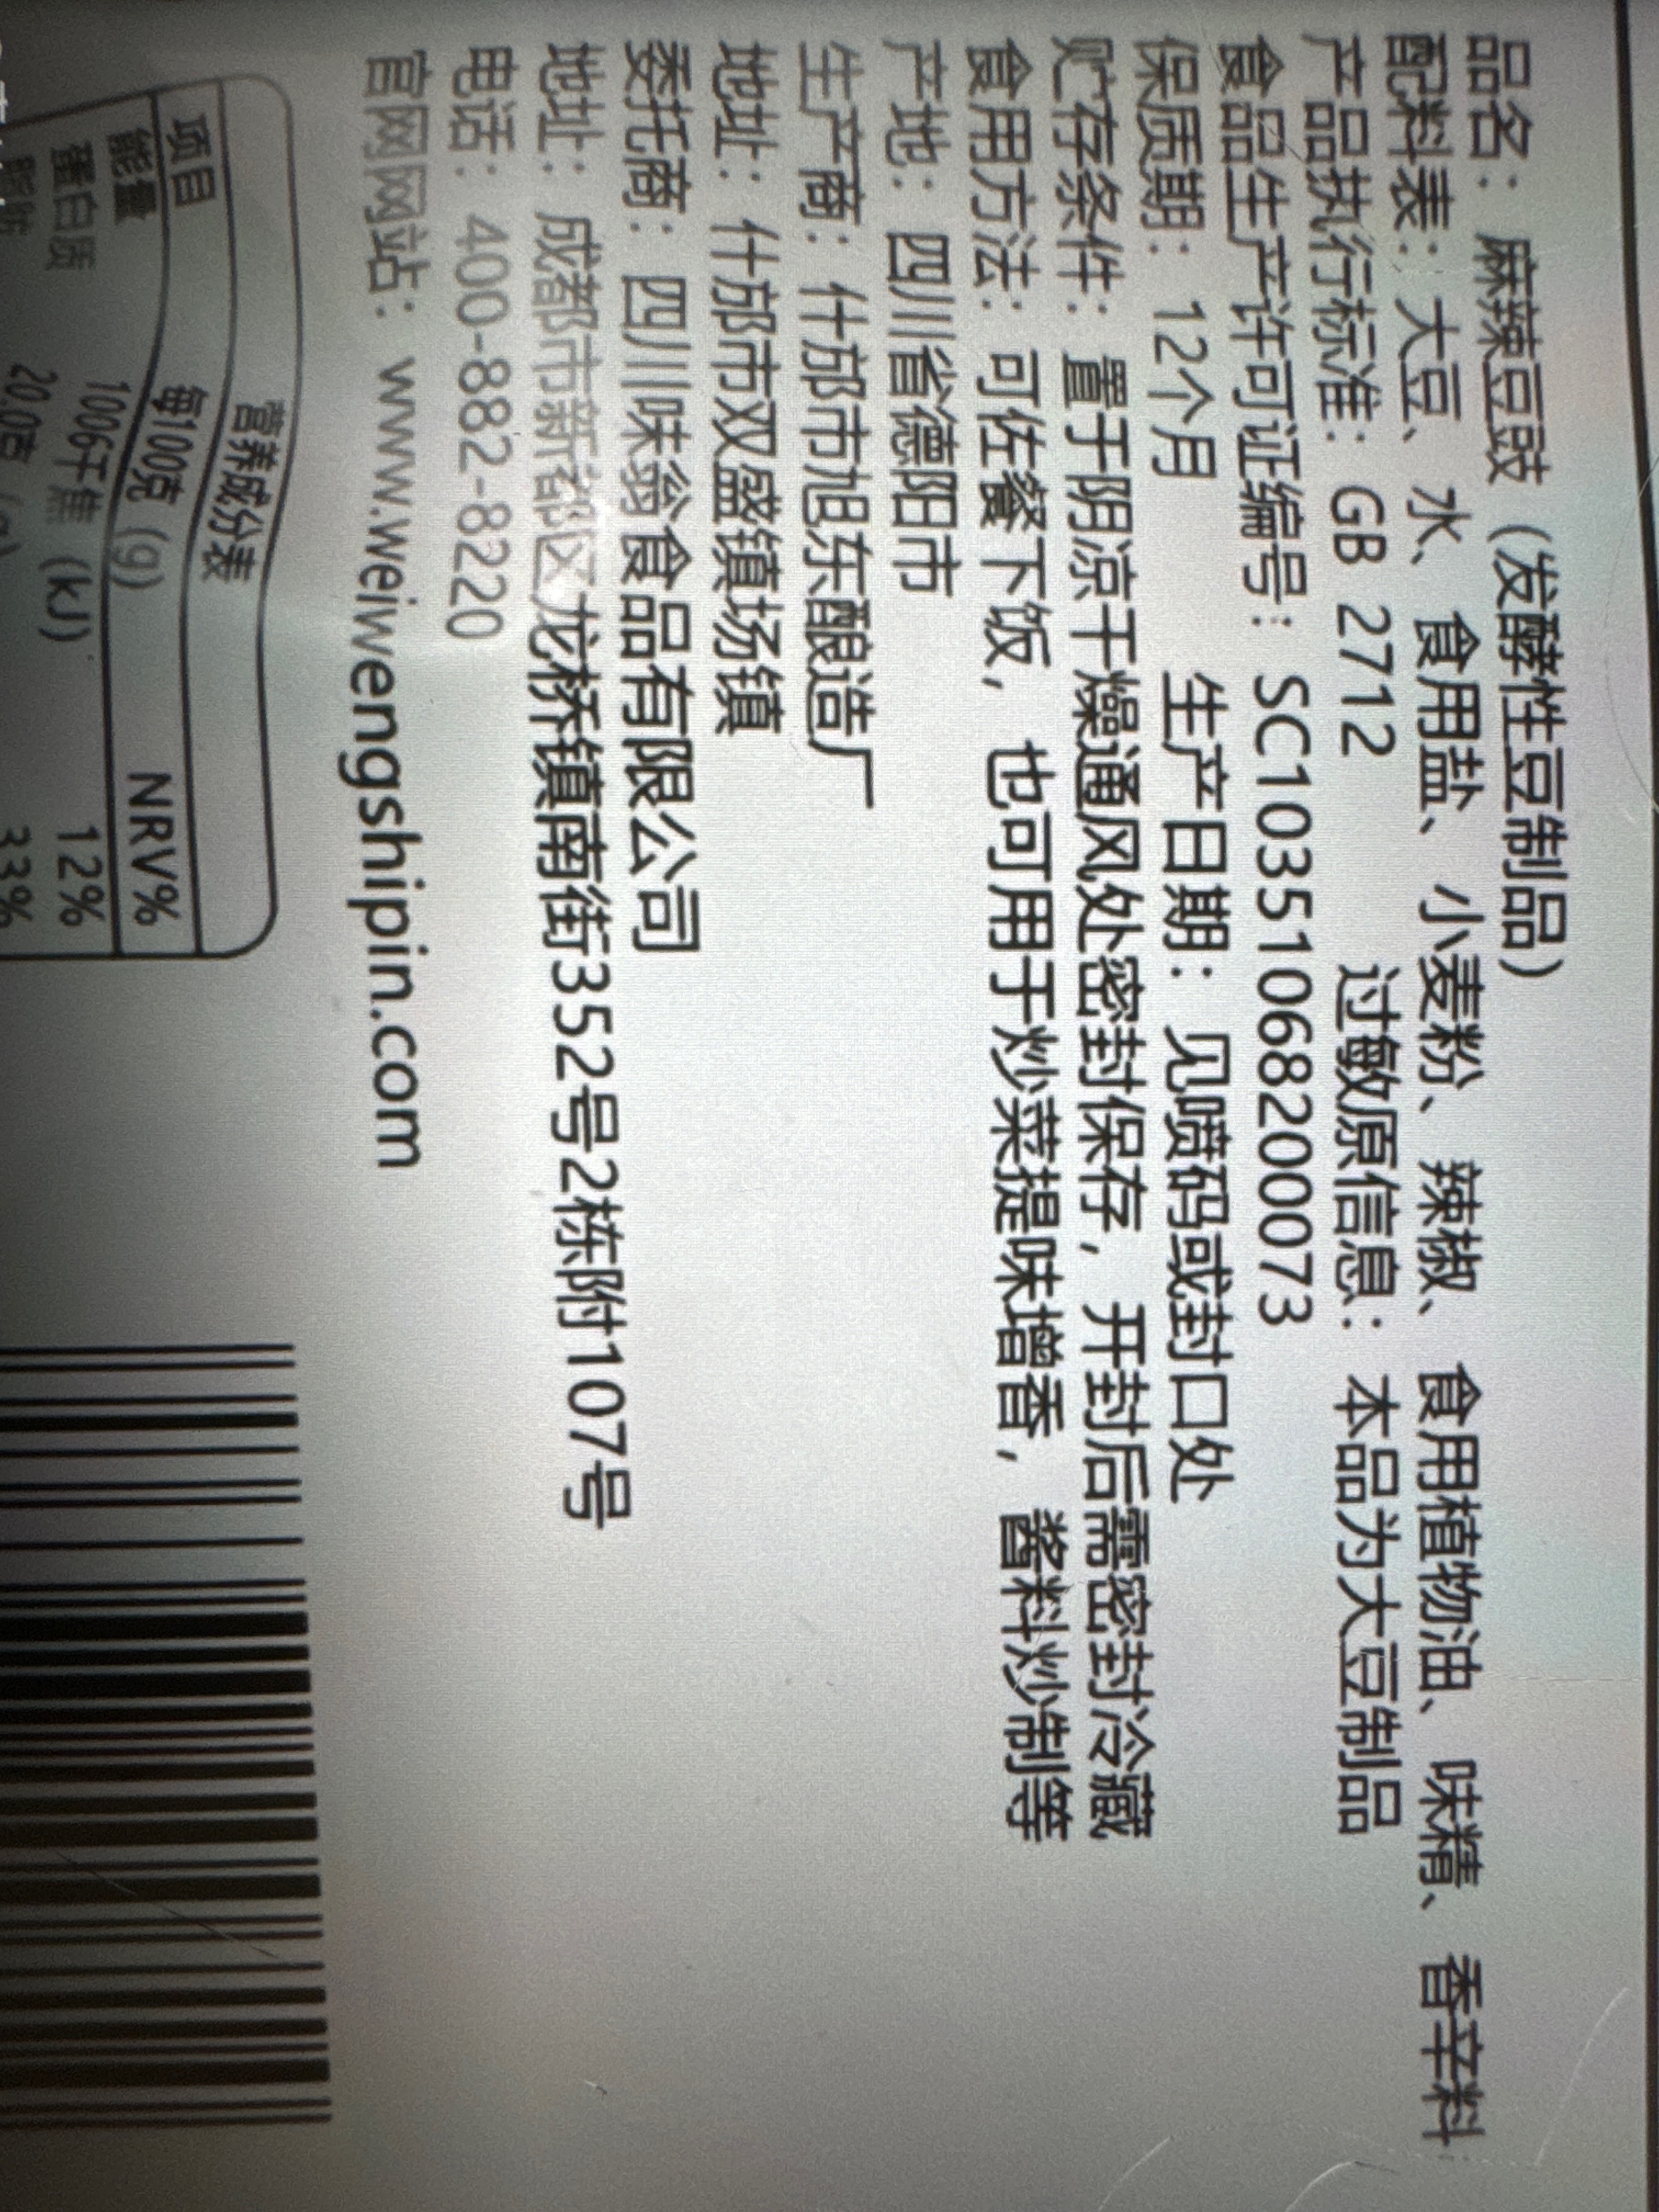 品名：麻辣豆豉（发酵性豆制品）
配料表：大豆、水、食用盐、小麦粉、辣椒、食用植物油、味精、香辛料
产品执行标准：GB 2712 过敏原信息：本品为大豆制品
食品生产许可证编号：SC10351068200073
保质期：12个月 生产日期：见喷码或封口处
贮存条件：置于阴凉干燥通风处密封保存，开封后需密封冷藏
食用方法：可佐餐下饭，也可用于炒菜提味增香，酱料炒制等
产地：四川省德阳市
生产商：什邡市旭东酿造厂
地址：什邡市双盛镇场镇
委托商：四川味翁食品有限公司
地址：成都市新都区龙桥镇南街352号2栋附107号
电话：400-882-8220
官网网站：www.weiwengshipin.com
营养成分表
项目 每100克（g） NRV%
能量 1006千焦（kJ） 12%
蛋白质 20.0克（g） 33%